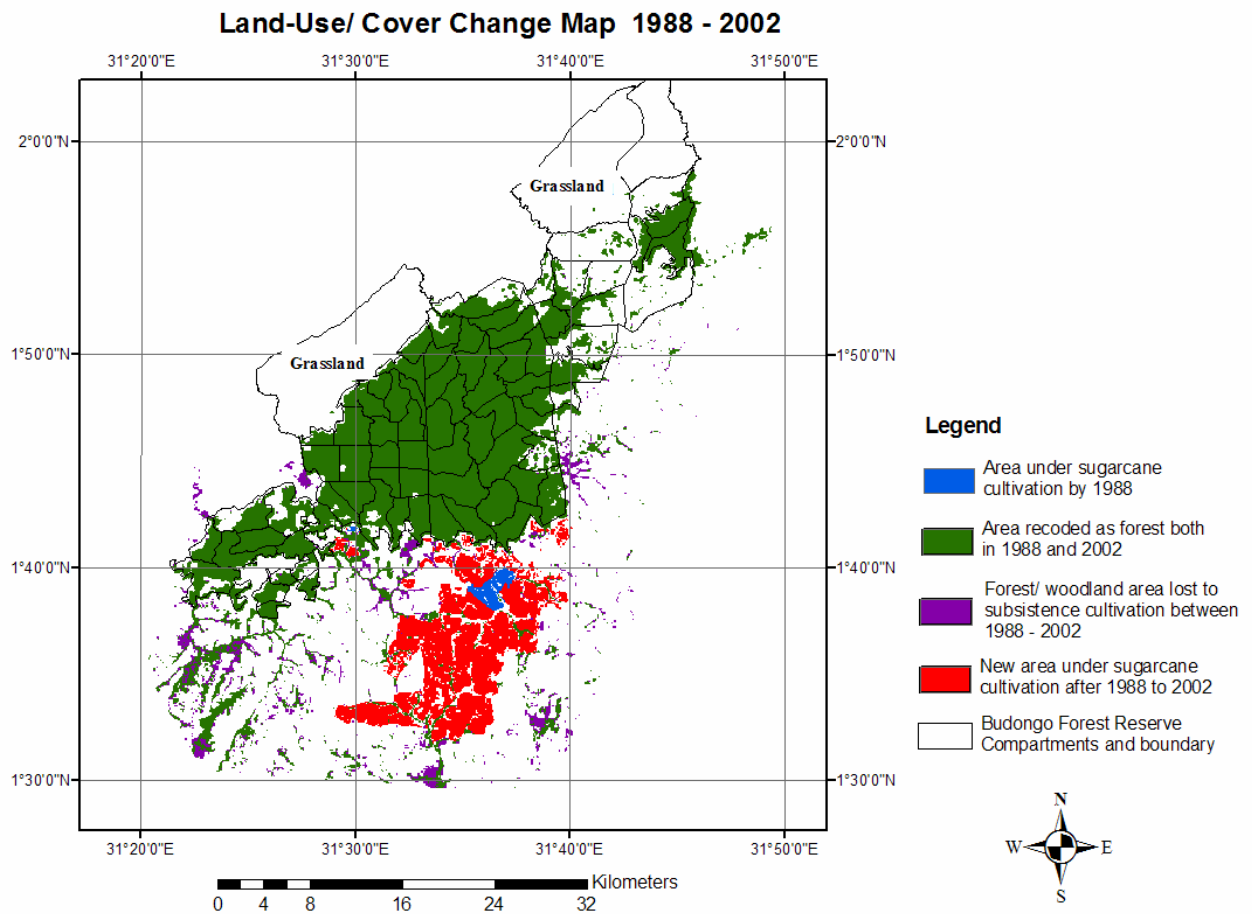 Land-Use/ Cover Change Map 1988 - 2002
31°20'0"E 31°30'0"E 31°40'0"E 31°50'0"E
2°0'0"N 2°0'0"N
Grassland
1°50'0"N 1°50'0"N
Grassland
1°40'0"N 1°40'0"N
1°30'0"N 1°30'0"N
31°20'0"E 31°30'0"E 31°40'0"E 31°50'0"E
Kilometers
0 4 8 16 24 32
Legend
Area under sugarcane
cultivation by 1988
Area recoded as forest both
in 1988 and 2002
Forest/ woodland area lost to
subsistence cultivation between
1988 - 2002
New area under sugarcane
cultivation after 1988 to 2002
Budongo Forest Reserve
Compartments and boundary
N
W E
S